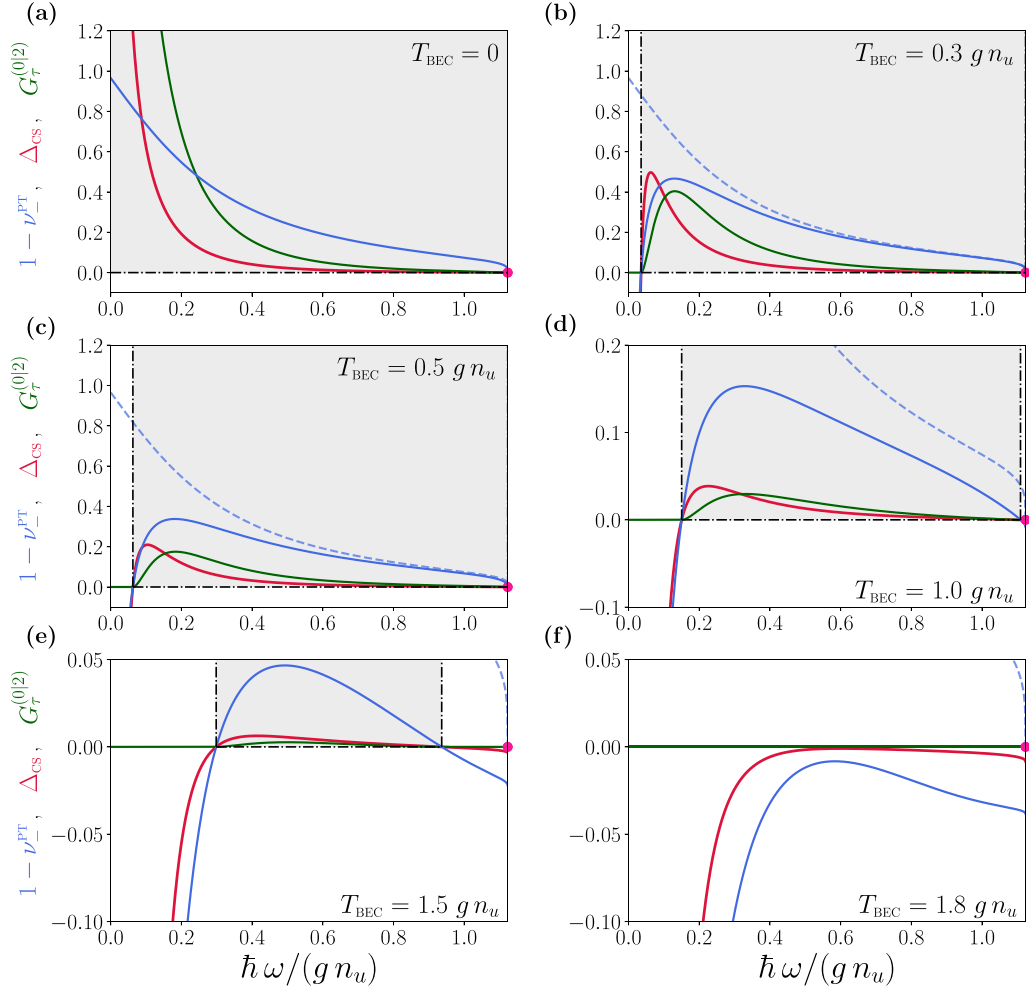 (a)
1.2
1.0
0.8
0.6
0.4
0.2
0.0
0.0 0.2 0.4 0.6 0.8 1.0
T_BEC = 0
1 − ν_−^PT , Δ_CS , G_τ^(0|2)
(b)
1.2
1.0
0.8
0.6
0.4
0.2
0.0
0.0 0.2 0.4 0.6 0.8 1.0
T_BEC = 0.3 g n_u
(c)
1.2
1.0
0.8
0.6
0.4
0.2
0.0
0.0 0.2 0.4 0.6 0.8 1.0
T_BEC = 0.5 g n_u
1 − ν_−^PT , Δ_CS , G_τ^(0|2)
(d)
0.2
0.1
0.0
−0.1
0.0 0.2 0.4 0.6 0.8 1.0
T_BEC = 1.0 g n_u
(e)
0.05
0.00
−0.05
−0.10
0.0 0.2 0.4 0.6 0.8 1.0
T_BEC = 1.5 g n_u
1 − ν_−^PT , Δ_CS , G_τ^(0|2)
ℏ ω/(g n_u)
(f)
0.05
0.00
−0.05
−0.10
0.0 0.2 0.4 0.6 0.8 1.0
T_BEC = 1.8 g n_u
ℏ ω/(g n_u)